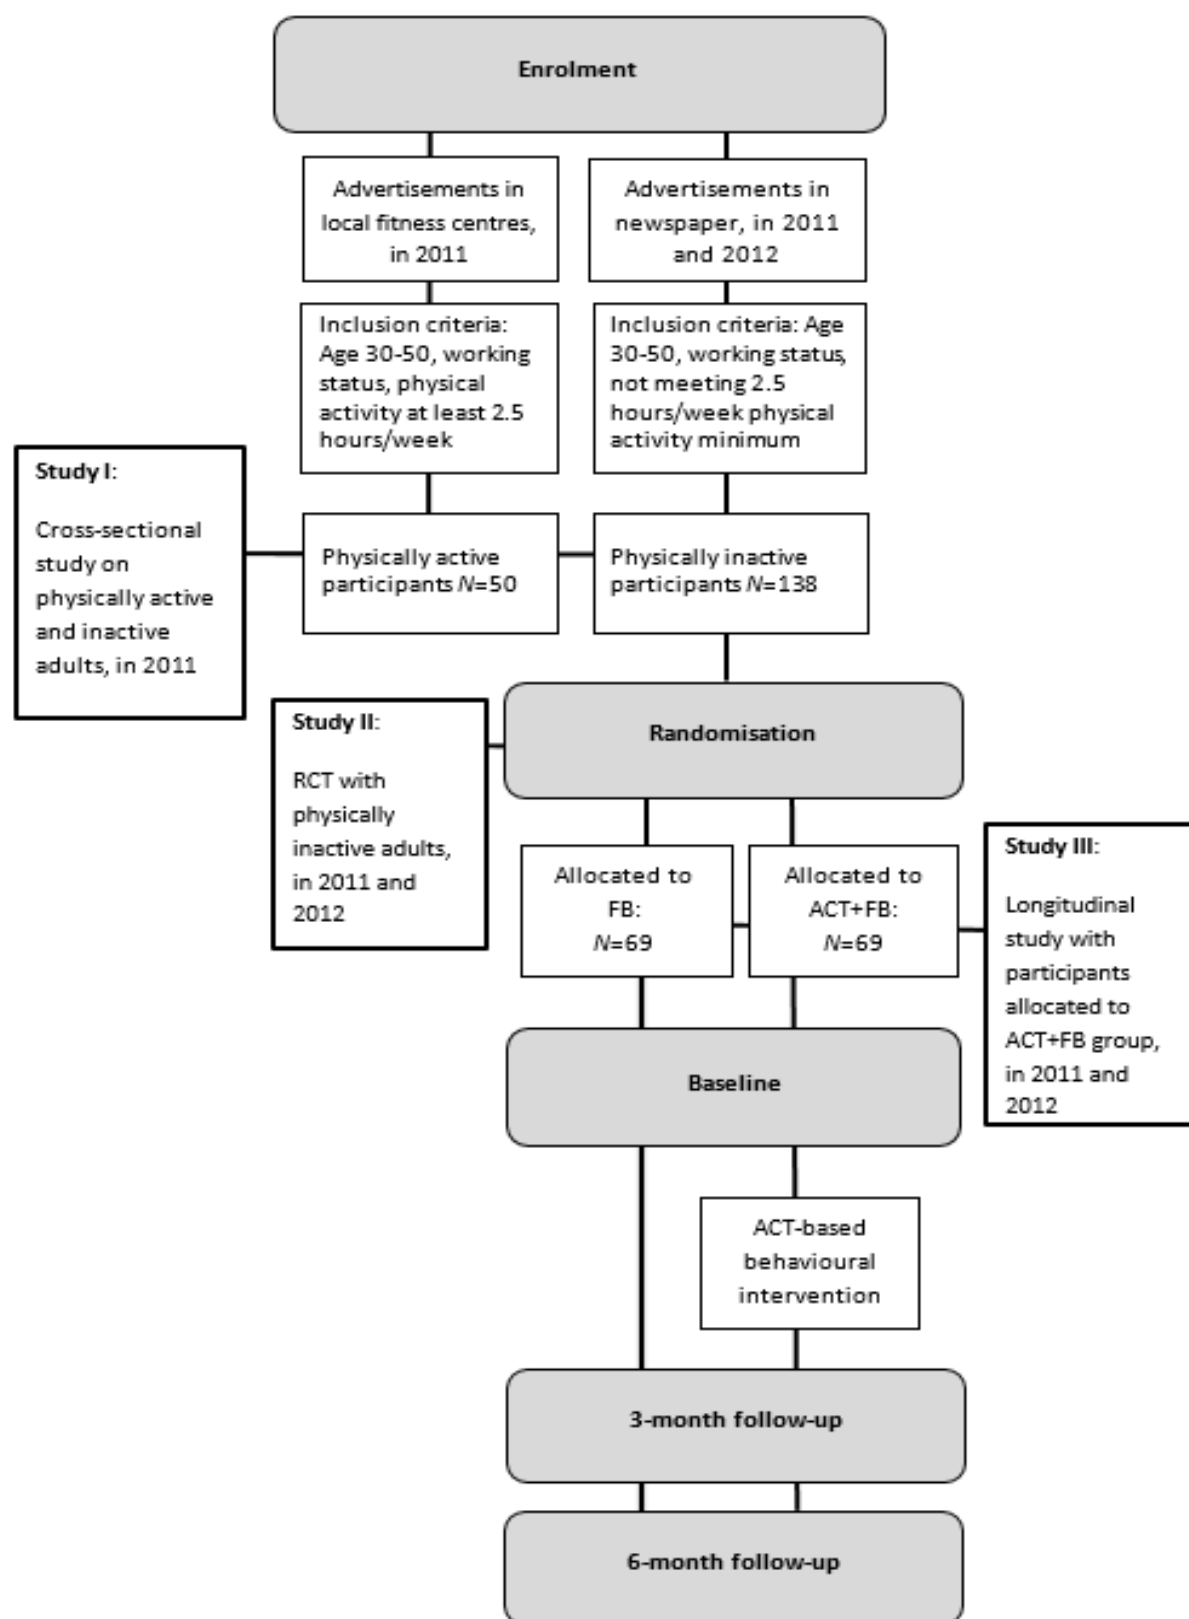 Enrolment
Advertisements in
local fitness centres,
in 2011
Advertisements in
newspaper, in 2011
and 2012
Inclusion criteria:
Age 30-50, working
status, physical
activity at least 2.5
hours/week
Inclusion criteria: Age
30-50, working status,
not meeting 2.5
hours/week physical
activity minimum
Study I:
Cross-sectional
study on
physically active
and inactive
adults, in 2011
Physically active
participants N=50
Physically inactive
participants N=138
Randomisation
Study II:
RCT with
physically
inactive adults,
in 2011 and
2012
Allocated to
FB:
N=69
Allocated to
ACT+FB:
N=69
Study III:
Longitudinal
study with
participants
allocated to
ACT+FB group,
in 2011 and
2012
Baseline
ACT-based
behavioural
intervention
3-month follow-up
6-month follow-up